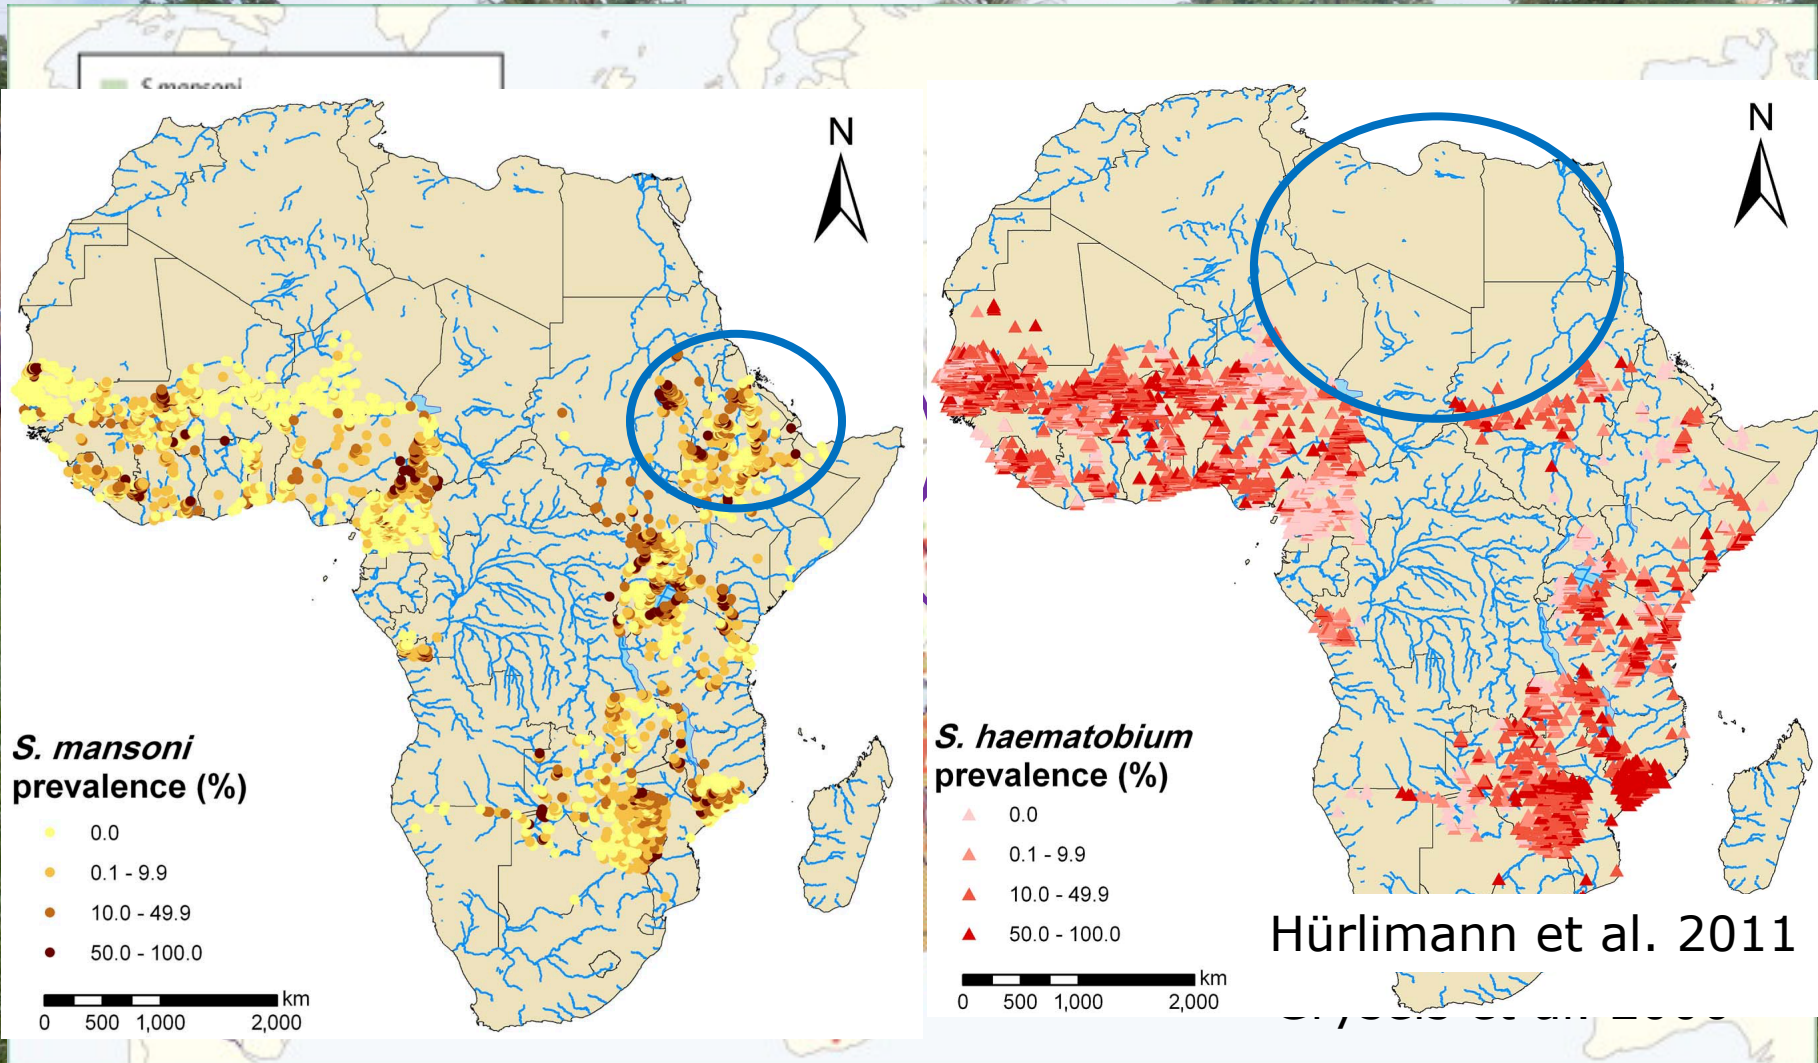 S mansoni
N
S. mansoni
prevalence (%)
0.0
0.1 - 9.9
10.0 - 49.9
50.0 - 100.0
km
0 500 1,000 2,000
N
S. haematobium
prevalence (%)
0.0
0.1 - 9.9
10.0 - 49.9
50.0 - 100.0
km
0 500 1,000 2,000
Hürlimann et al. 2011